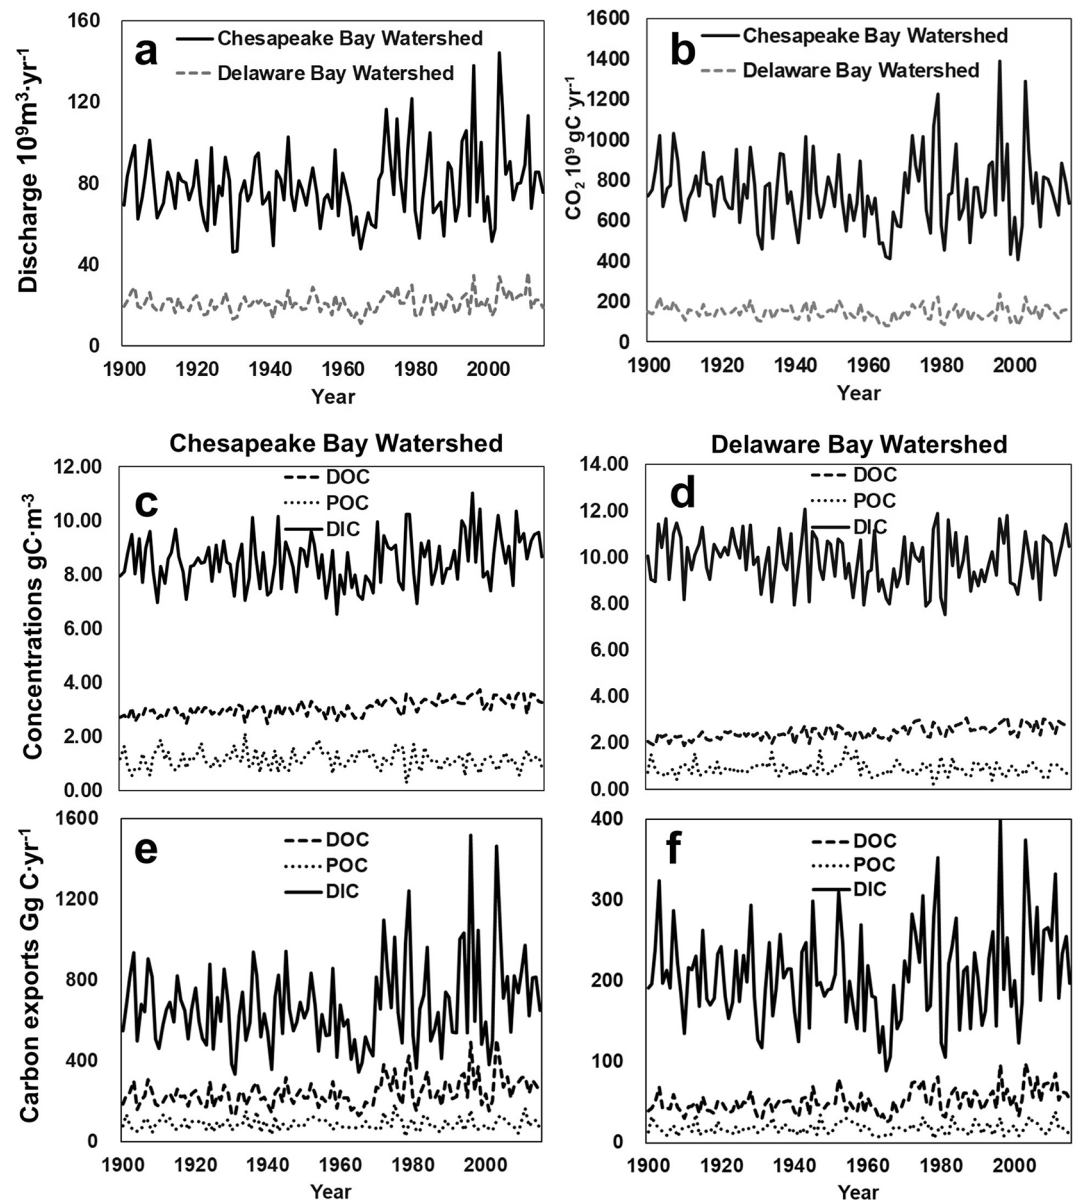 a
Chesapeake Bay Watershed
Delaware Bay Watershed
Discharge 10⁹m³·yr⁻¹
160
120
80
40
0
1900 1920 1940 1960 1980 2000
Year
b
Chesapeake Bay Watershed
Delaware Bay Watershed
CO₂ 10⁹ gC·yr⁻¹
1600
1400
1200
1000
800
600
400
200
0
1900 1920 1940 1960 1980 2000
Year
Chesapeake Bay Watershed
c
DOC
POC
DIC
Concentrations gC·m⁻³
12.00
10.00
8.00
6.00
4.00
2.00
0.00
Delaware Bay Watershed
d
DOC
POC
DIC
14.00
12.00
10.00
8.00
6.00
4.00
2.00
0.00
e
DOC
POC
DIC
Carbon exports Gg C·yr⁻¹
1600
1200
800
400
0
1900 1920 1940 1960 1980 2000
Year
f
DOC
POC
DIC
400
300
200
100
0
1900 1920 1940 1960 1980 2000
Year